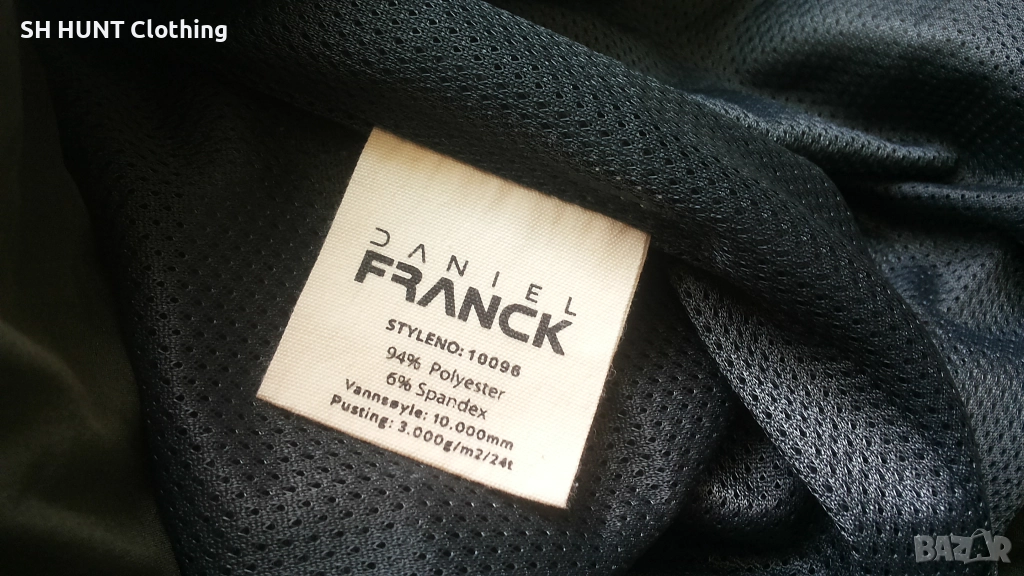 SH HUNT Clothing
DANIEL
FRANCK
STYLENO: 10096
94% Polyester
6% Spandex
Vannsøyle: 10.000mm
Pusting: 3.000g/m2/24t
BAZAR